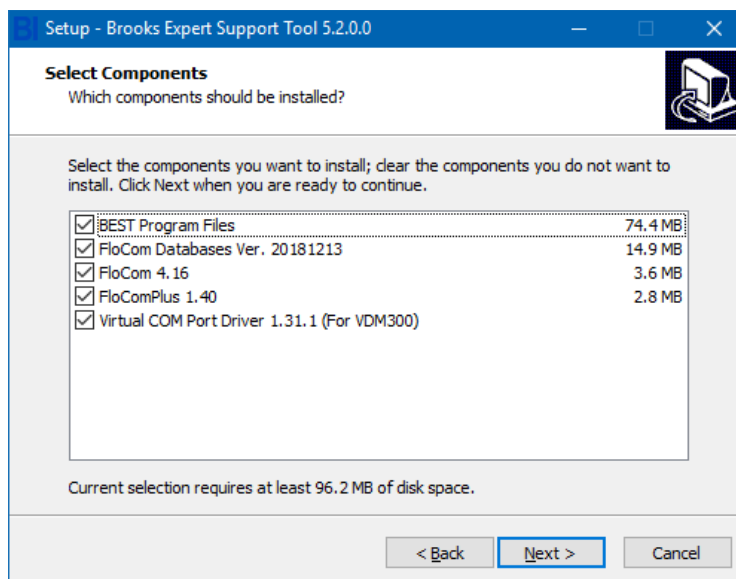 BI Setup - Brooks Expert Support Tool 5.2.0.0
Select Components
Which components should be installed?
Select the components you want to install; clear the components you do not want to
install. Click Next when you are ready to continue.
BEST Program Files 74.4 MB
FloCom Databases Ver. 20181213 14.9 MB
FloCom 4.16 3.6 MB
FloComPlus 1.40 2.8 MB
Virtual COM Port Driver 1.31.1 (For VDM300)
Current selection requires at least 96.2 MB of disk space.
< Back Next > Cancel